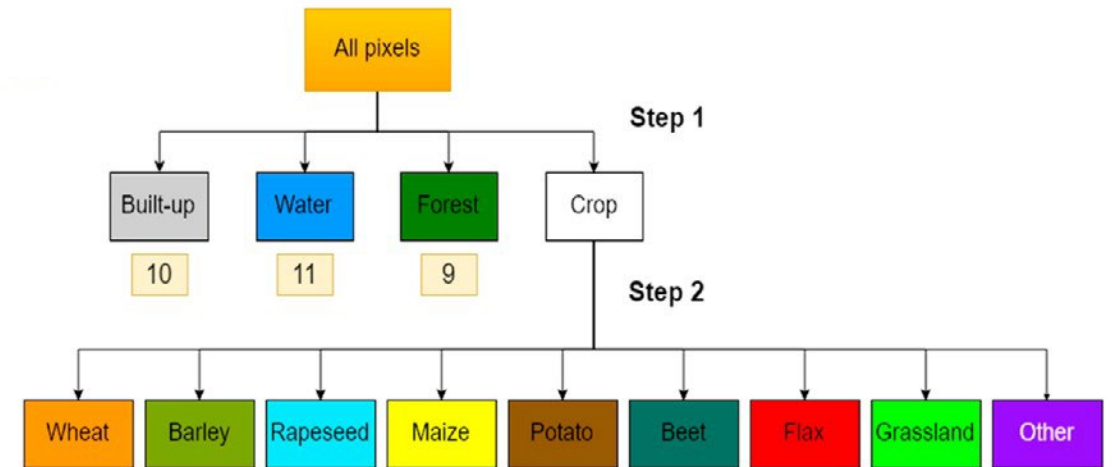 All pixels
Step 1
Built-up Water Forest Crop
10 11 9
Step 2
Wheat Barley Rapeseed Maize Potato Beet Flax Grassland Other